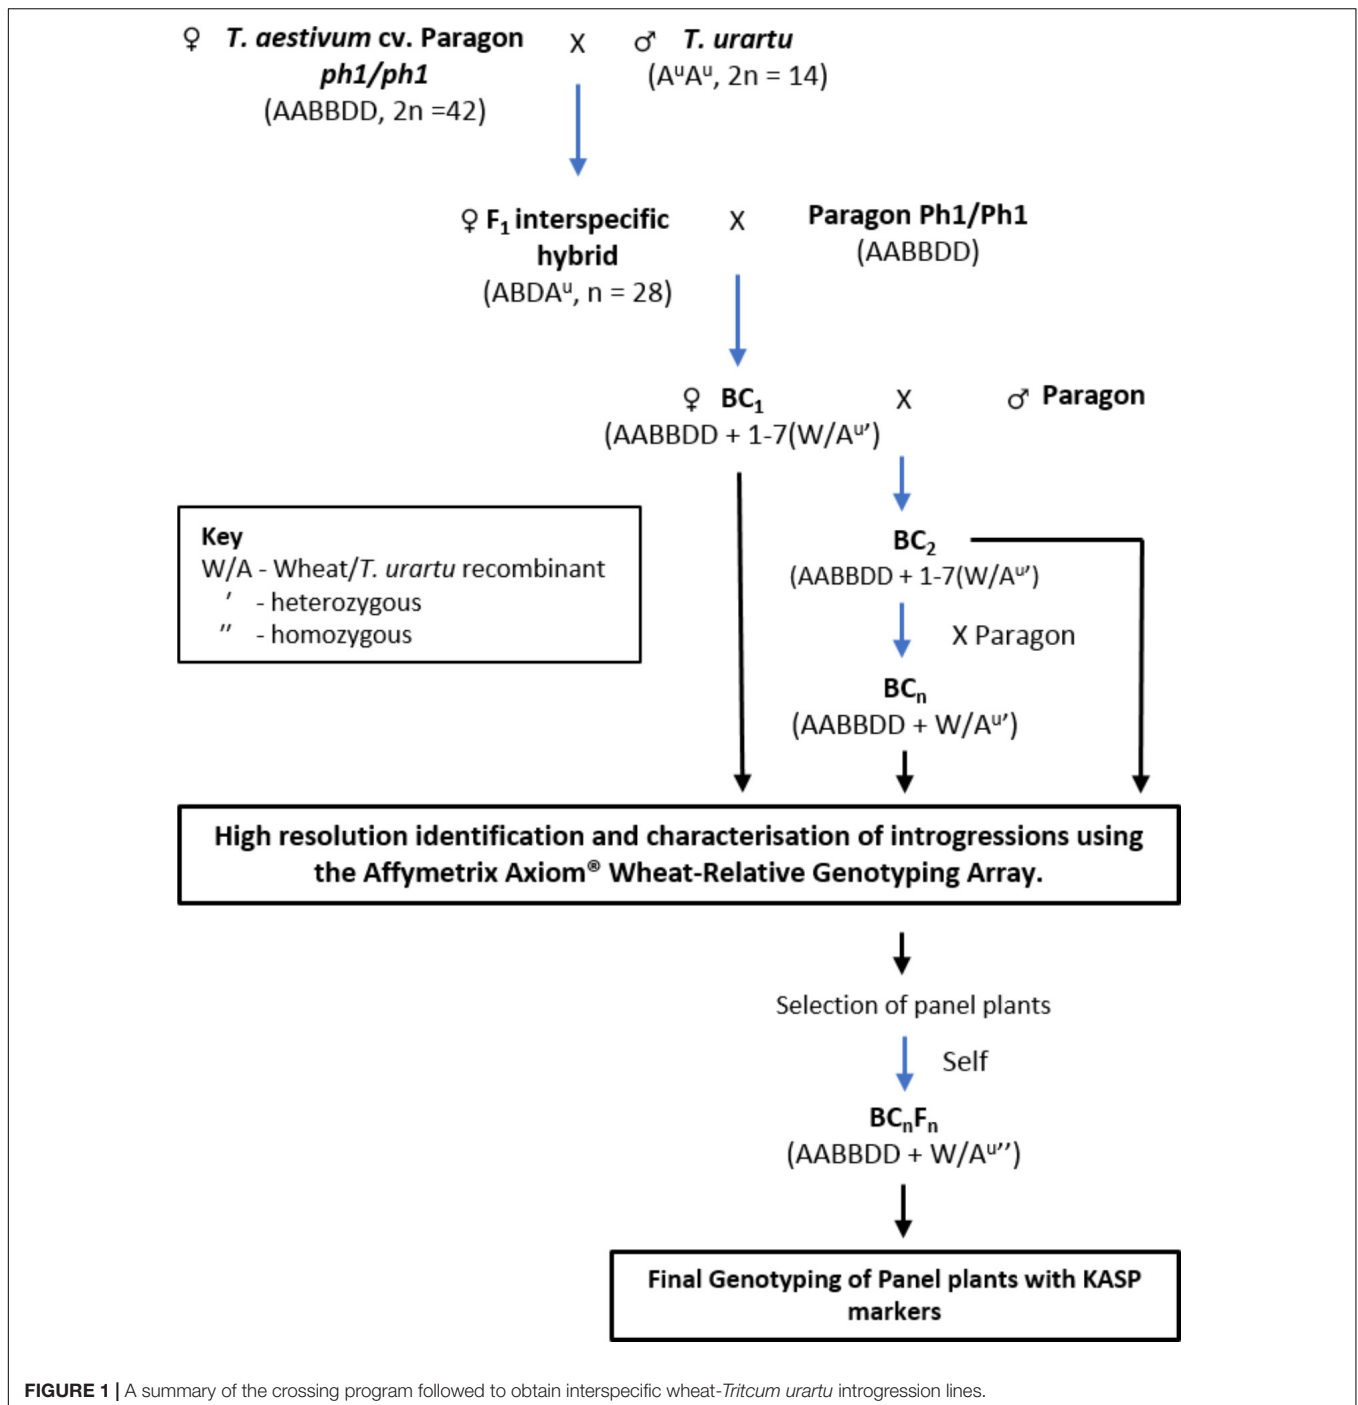 ♀ T. aestivum cv. Paragon X ♂ T. urartu
ph1/ph1 (AᵘAᵘ, 2n = 14)
(AABBDD, 2n =42)
♀ F₁ interspecific X Paragon Ph1/Ph1
hybrid (AABBDD)
(ABDAᵘ, n = 28)
♀ BC₁ X ♂ Paragon
(AABBDD + 1-7(W/Aᵘ′)
Key
W/A - Wheat/T. urartu recombinant
′ - heterozygous
″ - homozygous
BC₂
(AABBDD + 1-7(W/Aᵘ′)
X Paragon
BCₙ
(AABBDD + W/Aᵘ′)
High resolution identification and characterisation of introgressions using
the Affymetrix Axiom® Wheat-Relative Genotyping Array.
Selection of panel plants
Self
BCₙFₙ
(AABBDD + W/Aᵘ′′)
Final Genotyping of Panel plants with KASP
markers
FIGURE 1 | A summary of the crossing program followed to obtain interspecific wheat-Tritcum urartu introgression lines.